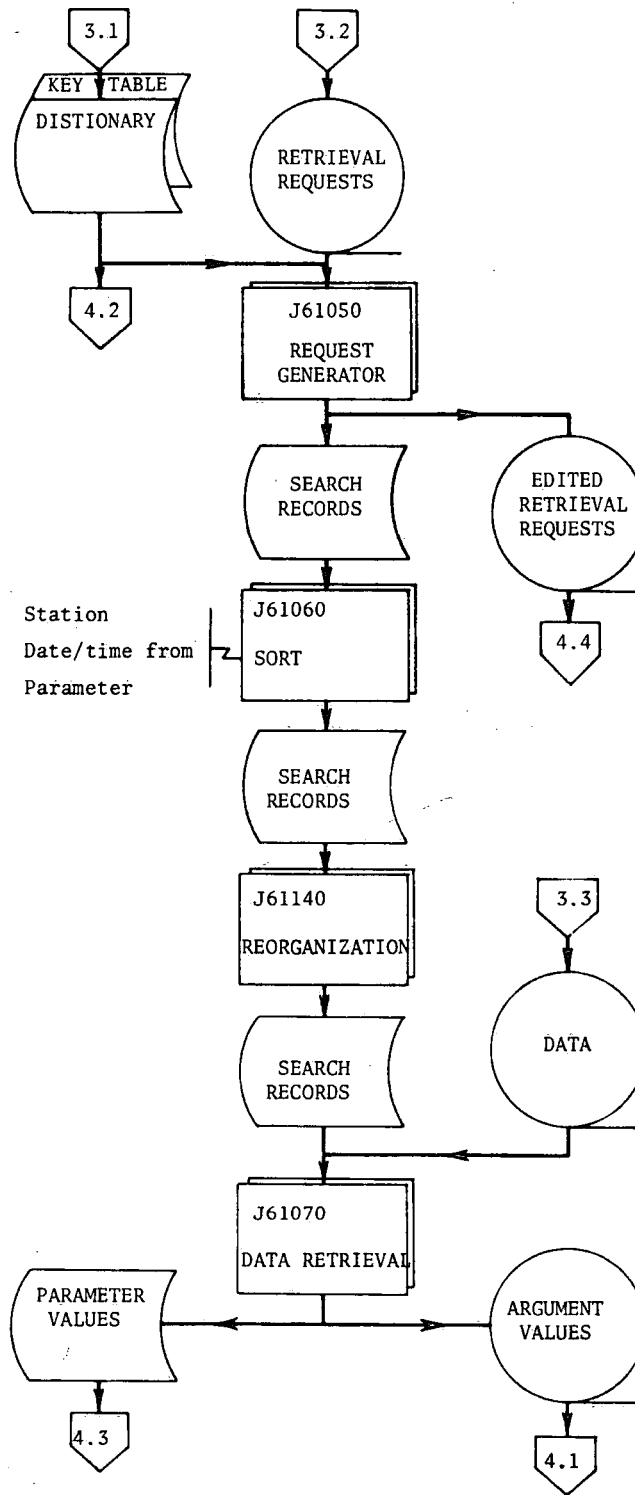 3.1
3.2
KEY TABLE
DISTIONARY
RETRIEVAL
REQUESTS
4.2
J61050
REQUEST
GENERATOR
SEARCH
RECORDS
EDITED
RETRIEVAL
REQUESTS
Station
Date/time from
Parameter
J61060
SORT
4.4
SEARCH
RECORDS
J61140
REORGANIZATION
3.3
SEARCH
RECORDS
DATA
J61070
DATA RETRIEVAL
PARAMETER
VALUES
ARGUMENT
VALUES
4.3
4.1